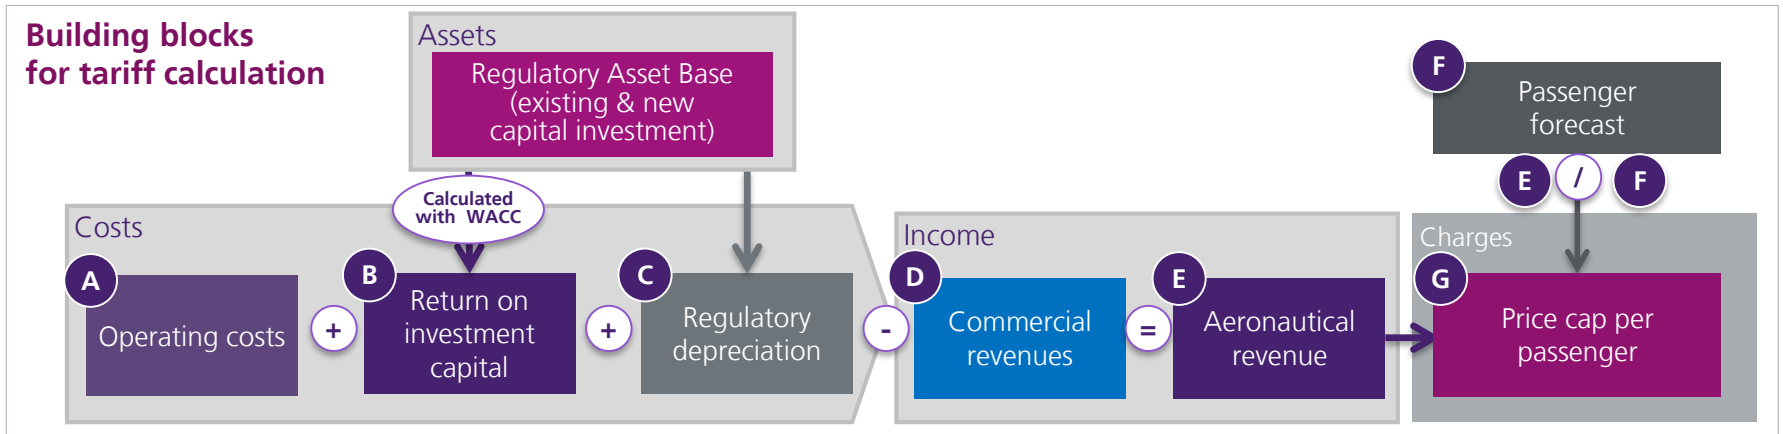 Building blocks
for tariff calculation
Assets
Regulatory Asset Base
(existing & new
capital investment)
F
Passenger
forecast
E / F
Calculated
with WACC
Costs
A
Operating costs
+
B
Return on
investment
capital
+
C
Regulatory
depreciation
-
Income
D
Commercial
revenues
=
E
Aeronautical
revenue
Charges
G
Price cap per
passenger